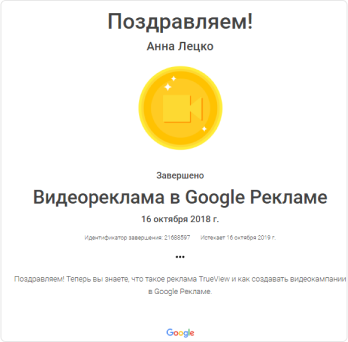 Поздравляем!
Анна Лецко
Завершено
Видеореклама в Google Рекламе
16 октября 2018 г.
Идентификатор завершения: 21688597 Истекает 16 октября 2019 г.
•••
Поздравляем! Теперь вы знаете, что такое реклама TrueView и как создавать видеокампании
в Google Рекламе.
Google